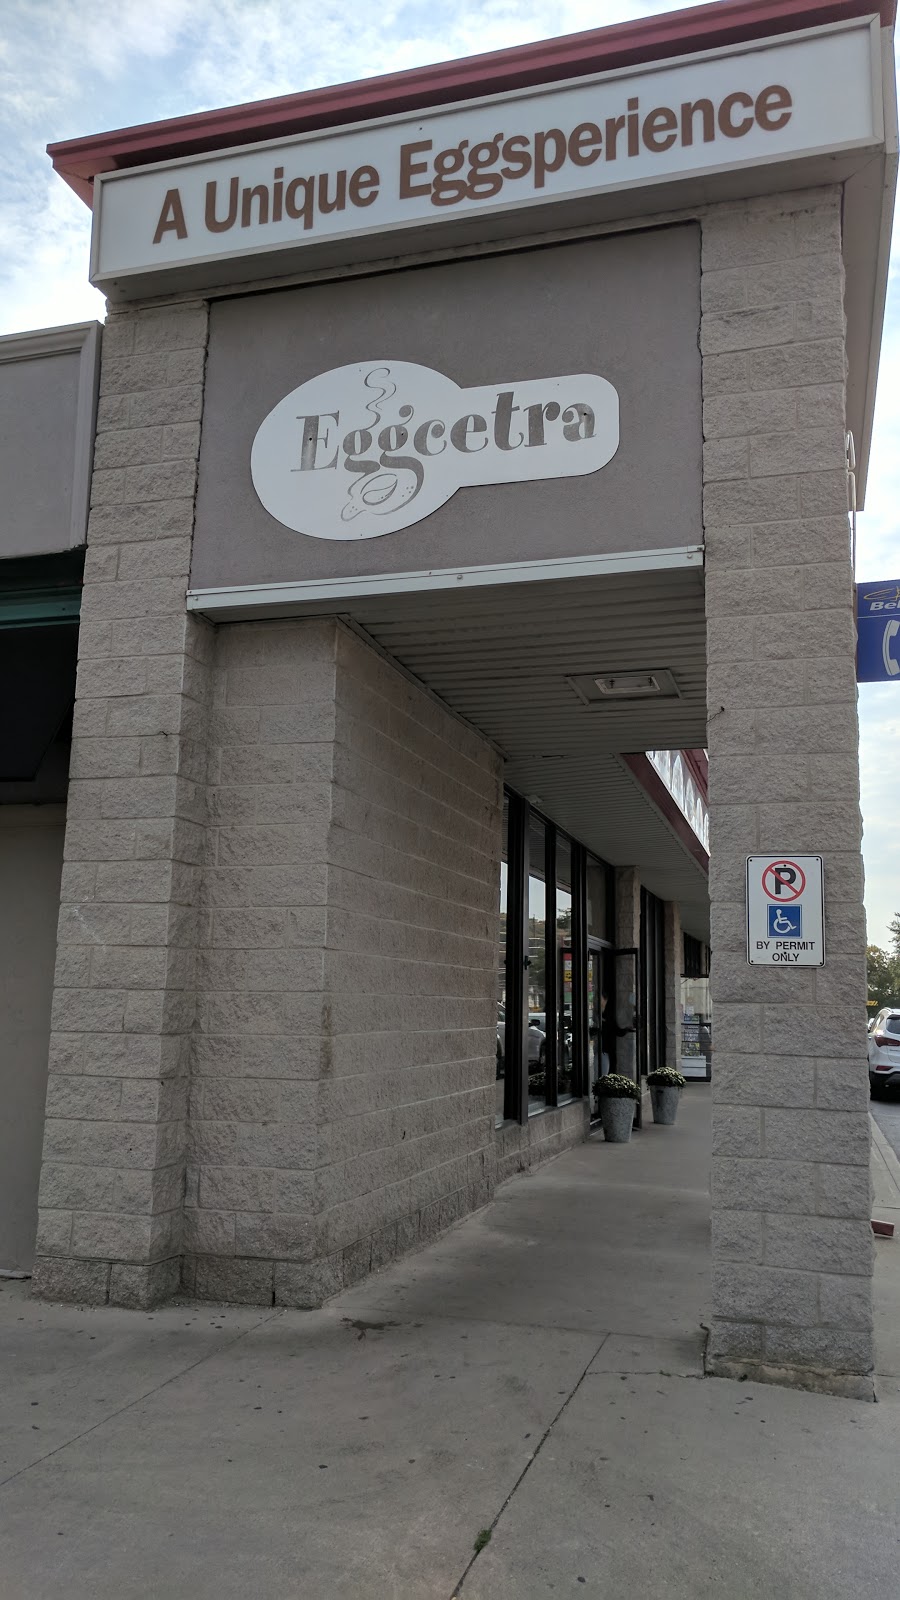 A Unique Eggsperience
Eggcetra
P
BY PERMIT
ONLY